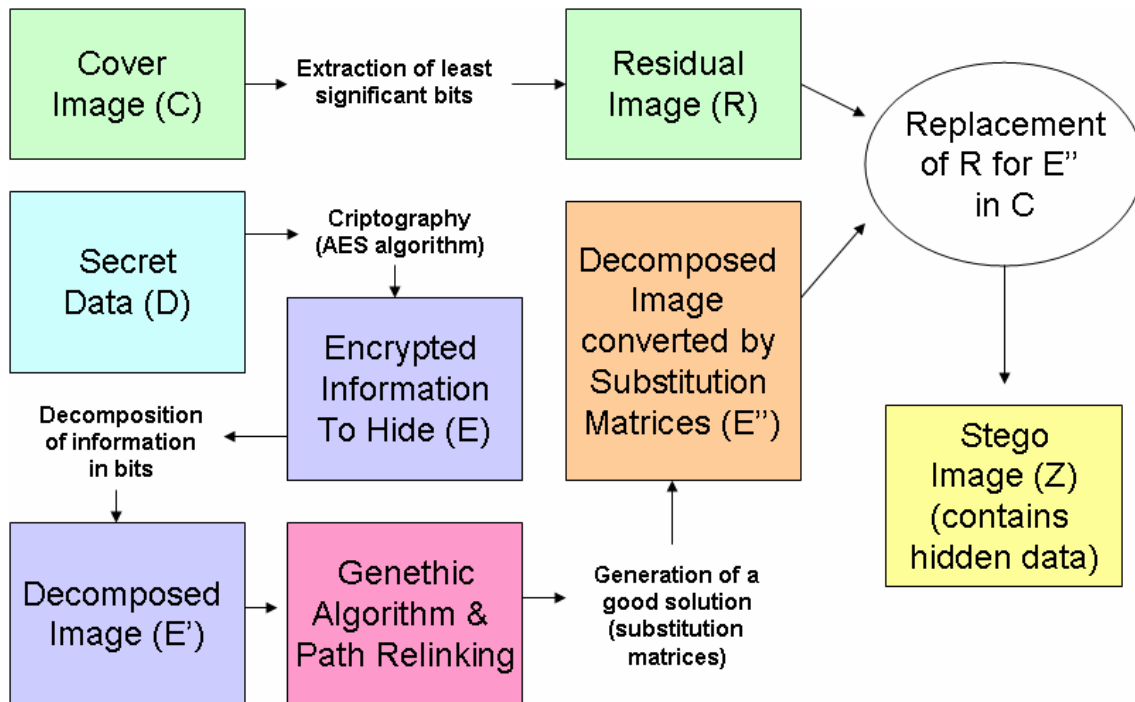 Cover
Image (C)
Extraction of least
significant bits
Residual
Image (R)
Replacement
of R for E''
in C
Secret
Data (D)
Criptography
(AES algorithm)
Encrypted
Information
To Hide (E)
Decomposition
of information
in bits
Decomposed
Image (E')
Genethic
Algorithm &
Path Relinking
Generation of a
good solution
(substitution
matrices)
Decomposed
Image
converted by
Substitution
Matrices (E'')
Stego
Image (Z)
(contains
hidden data)